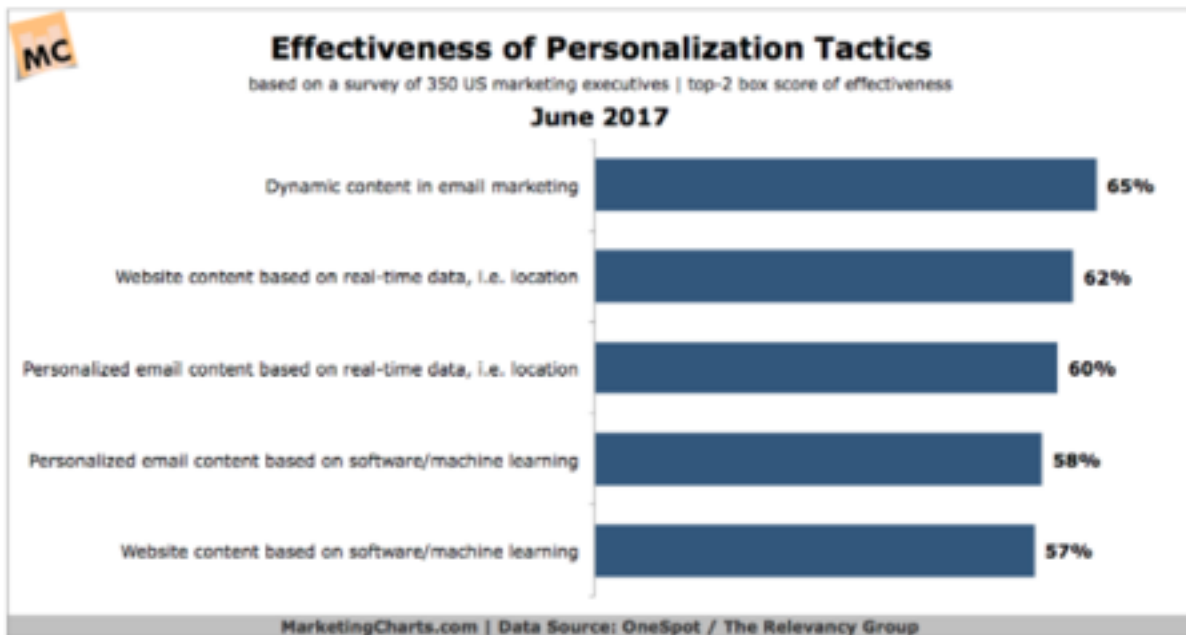 MC
Effectiveness of Personalization Tactics
based on a survey of 350 US marketing executives | top-2 box score of effectiveness
June 2017
Dynamic content in email marketing
65%
Website content based on real-time data, i.e. location
62%
Personalized email content based on real-time data, i.e. location
60%
Personalized email content based on software/machine learning
58%
Website content based on software/machine learning
57%
MarketingCharts.com | Data Source: OneSpot / The Relevancy Group